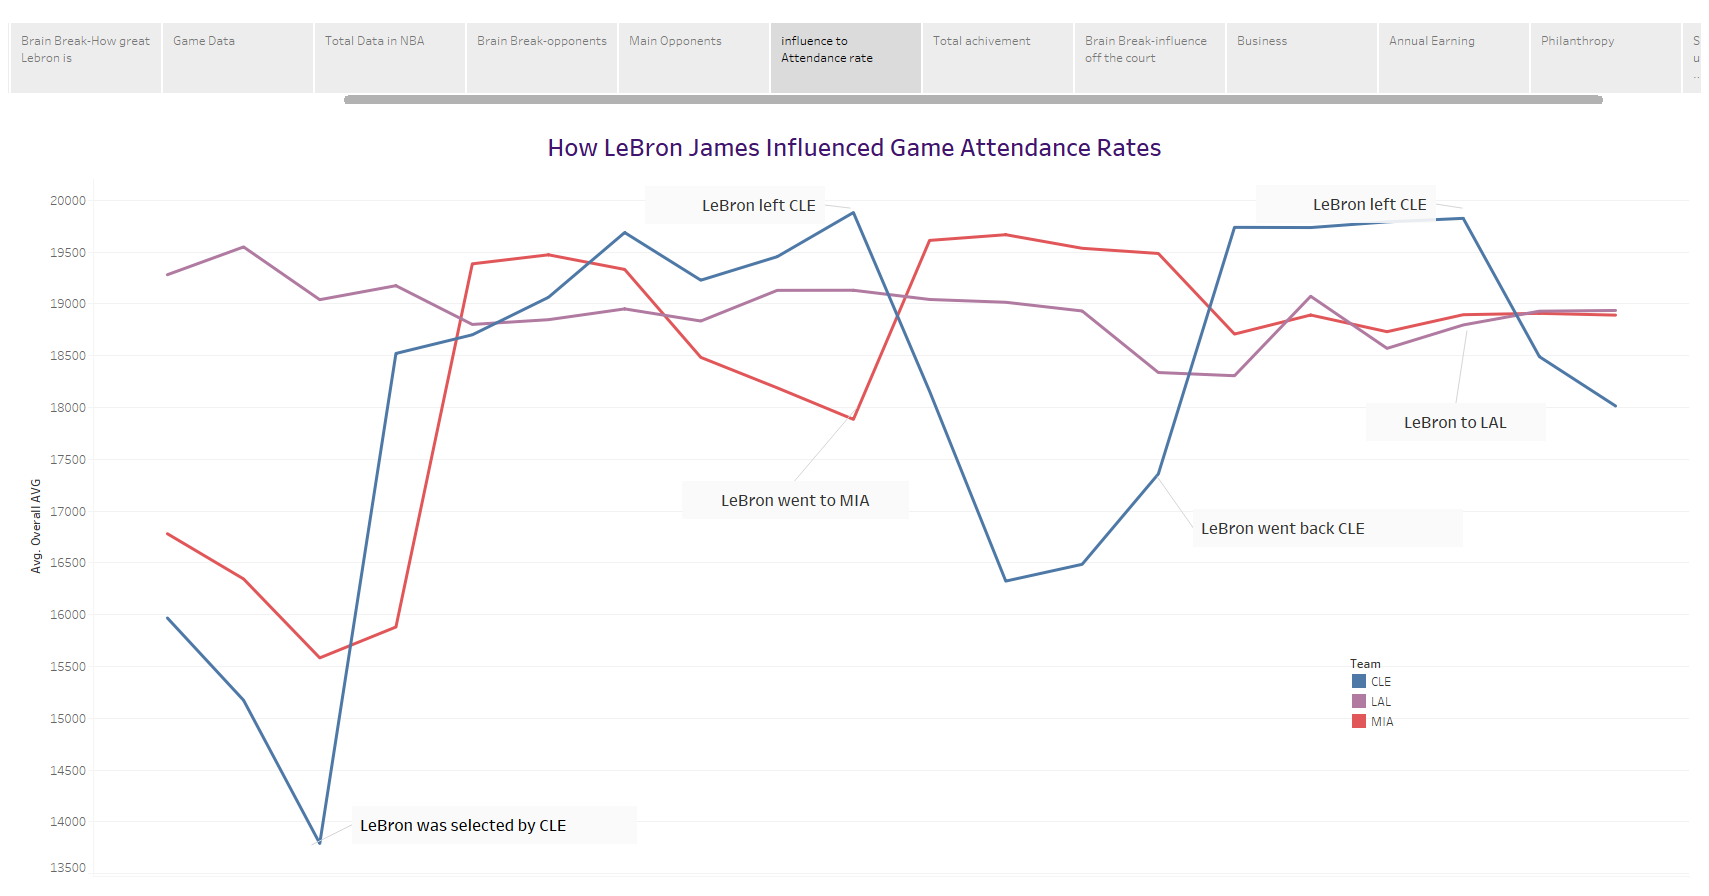 Brain Break-How great
Lebron is
Game Data
Total Data in NBA
Brain Break-opponents
Main Opponents
influence to
Attendance rate
Total achivement
Brain Break-influence
off the court
Business
Annual Earning
Philanthropy
S
u
..
How LeBron James Influenced Game Attendance Rates
20000
19500
19000
18500
18000
17500
17000
16500
16000
15500
15000
14500
14000
13500
Avg. Overall AVG
LeBron left CLE
LeBron left CLE
LeBron to LAL
LeBron went to MIA
LeBron went back CLE
Team
CLE
LAL
MIA
LeBron was selected by CLE